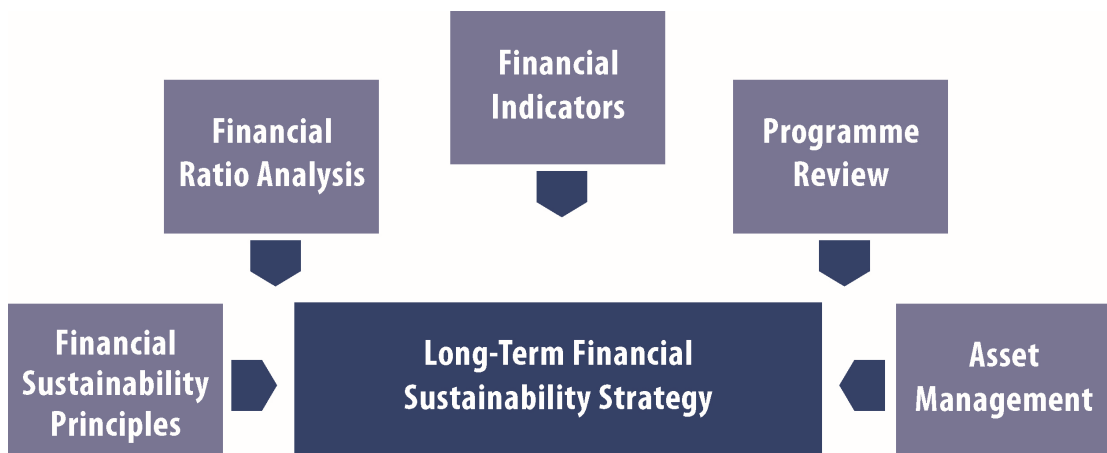 Financial
Indicators
Financial
Ratio Analysis
Programme
Review
Financial
Sustainability
Principles
Long-Term Financial
Sustainability Strategy
Asset
Management